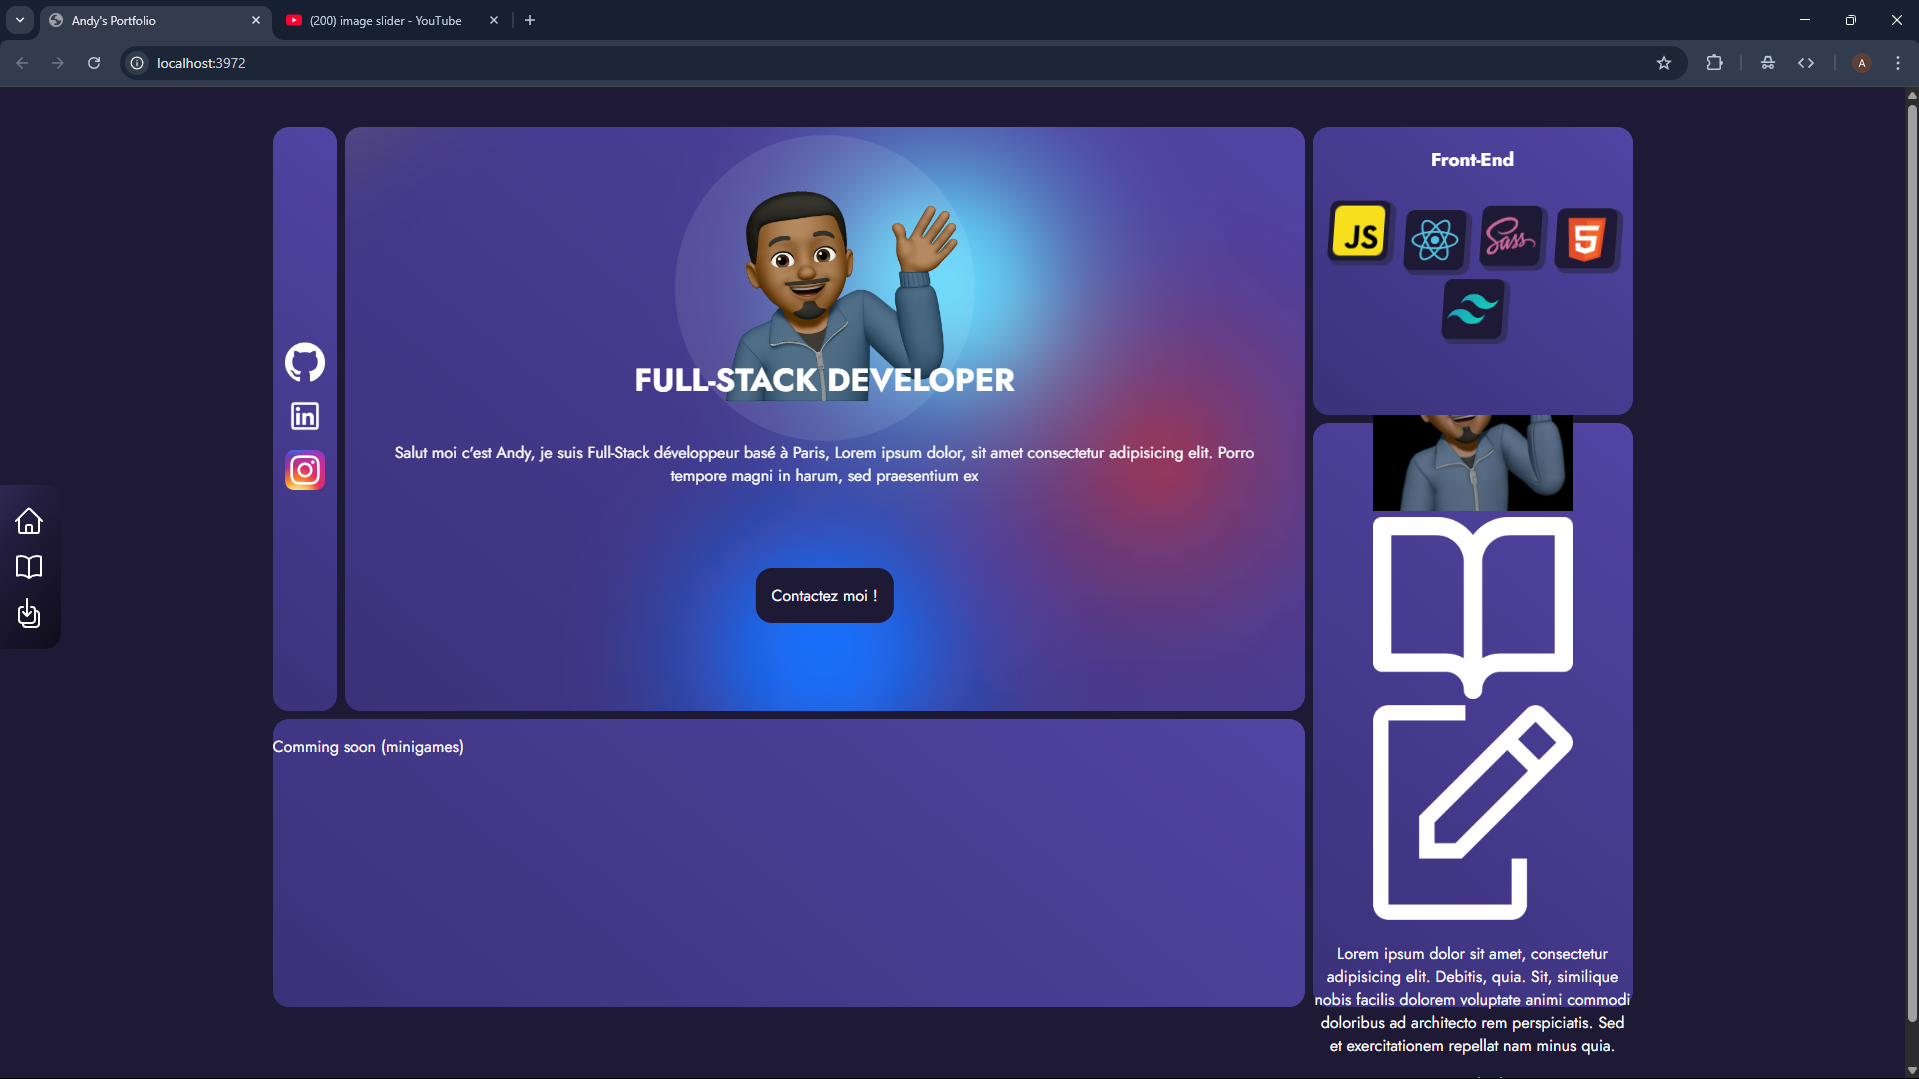 Andy's Portfolio
(200) image slider - YouTube
localhost:3972
A
Front-End
JS
Sass
5
in
FULL-STACK DEVELOPER
Salut moi c'est Andy, je suis Full-Stack développeur basé à Paris, Lorem ipsum dolor, sit amet consectetur adipisicing elit. Porro
tempore magni in harum, sed praesentium ex
Contactez moi !
Comming soon (minigames)
Lorem ipsum dolor sit amet, consectetur
adipisicing elit. Debitis, quia. Sit, similique
nobis facilis dolorem voluptate animi commodi
doloribus ad architecto rem perspiciatis. Sed
et exercitationem repellat nam minus quia.